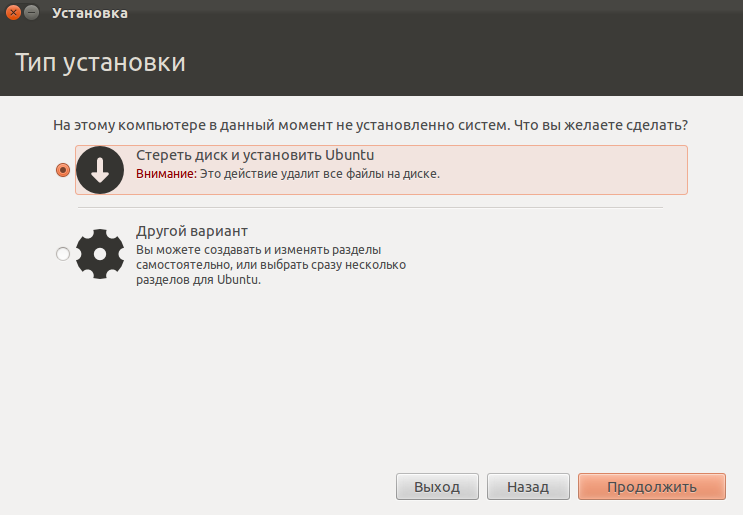 Установка
Тип установки
На этому компьютере в данный момент не установленно систем. Что вы желаете сделать?
Стереть диск и установить Ubuntu
Внимание: Это действие удалит все файлы на диске.
Другой вариант
Вы можете создавать и изменять разделы
самостоятельно, или выбрать сразу несколько
разделов для Ubuntu.
Выход
Назад
Продолжить